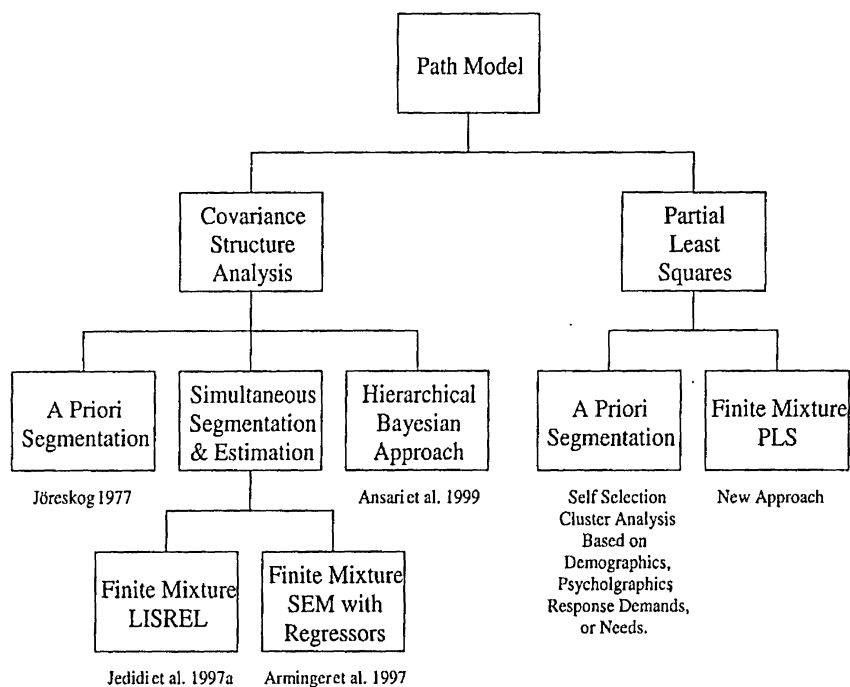 Path Model
Covariance
Structure
Analysis
Partial
Least
Squares
A Priori
Segmentation
Simultaneous
Segmentation
& Estimation
Hierarchical
Bayesian
Approach
A Priori
Segmentation
Finite Mixture
PLS
Jöreskog 1977
Ansari et al. 1999
Self Selection
Cluster Analysis
Based on
Demographics,
Psycholgraphics
Response Demands,
or Needs.
New Approach
Finite Mixture
LISREL
Finite Mixture
SEM with
Regressors
Jedidi et al. 1997a
Arminger et al. 1997